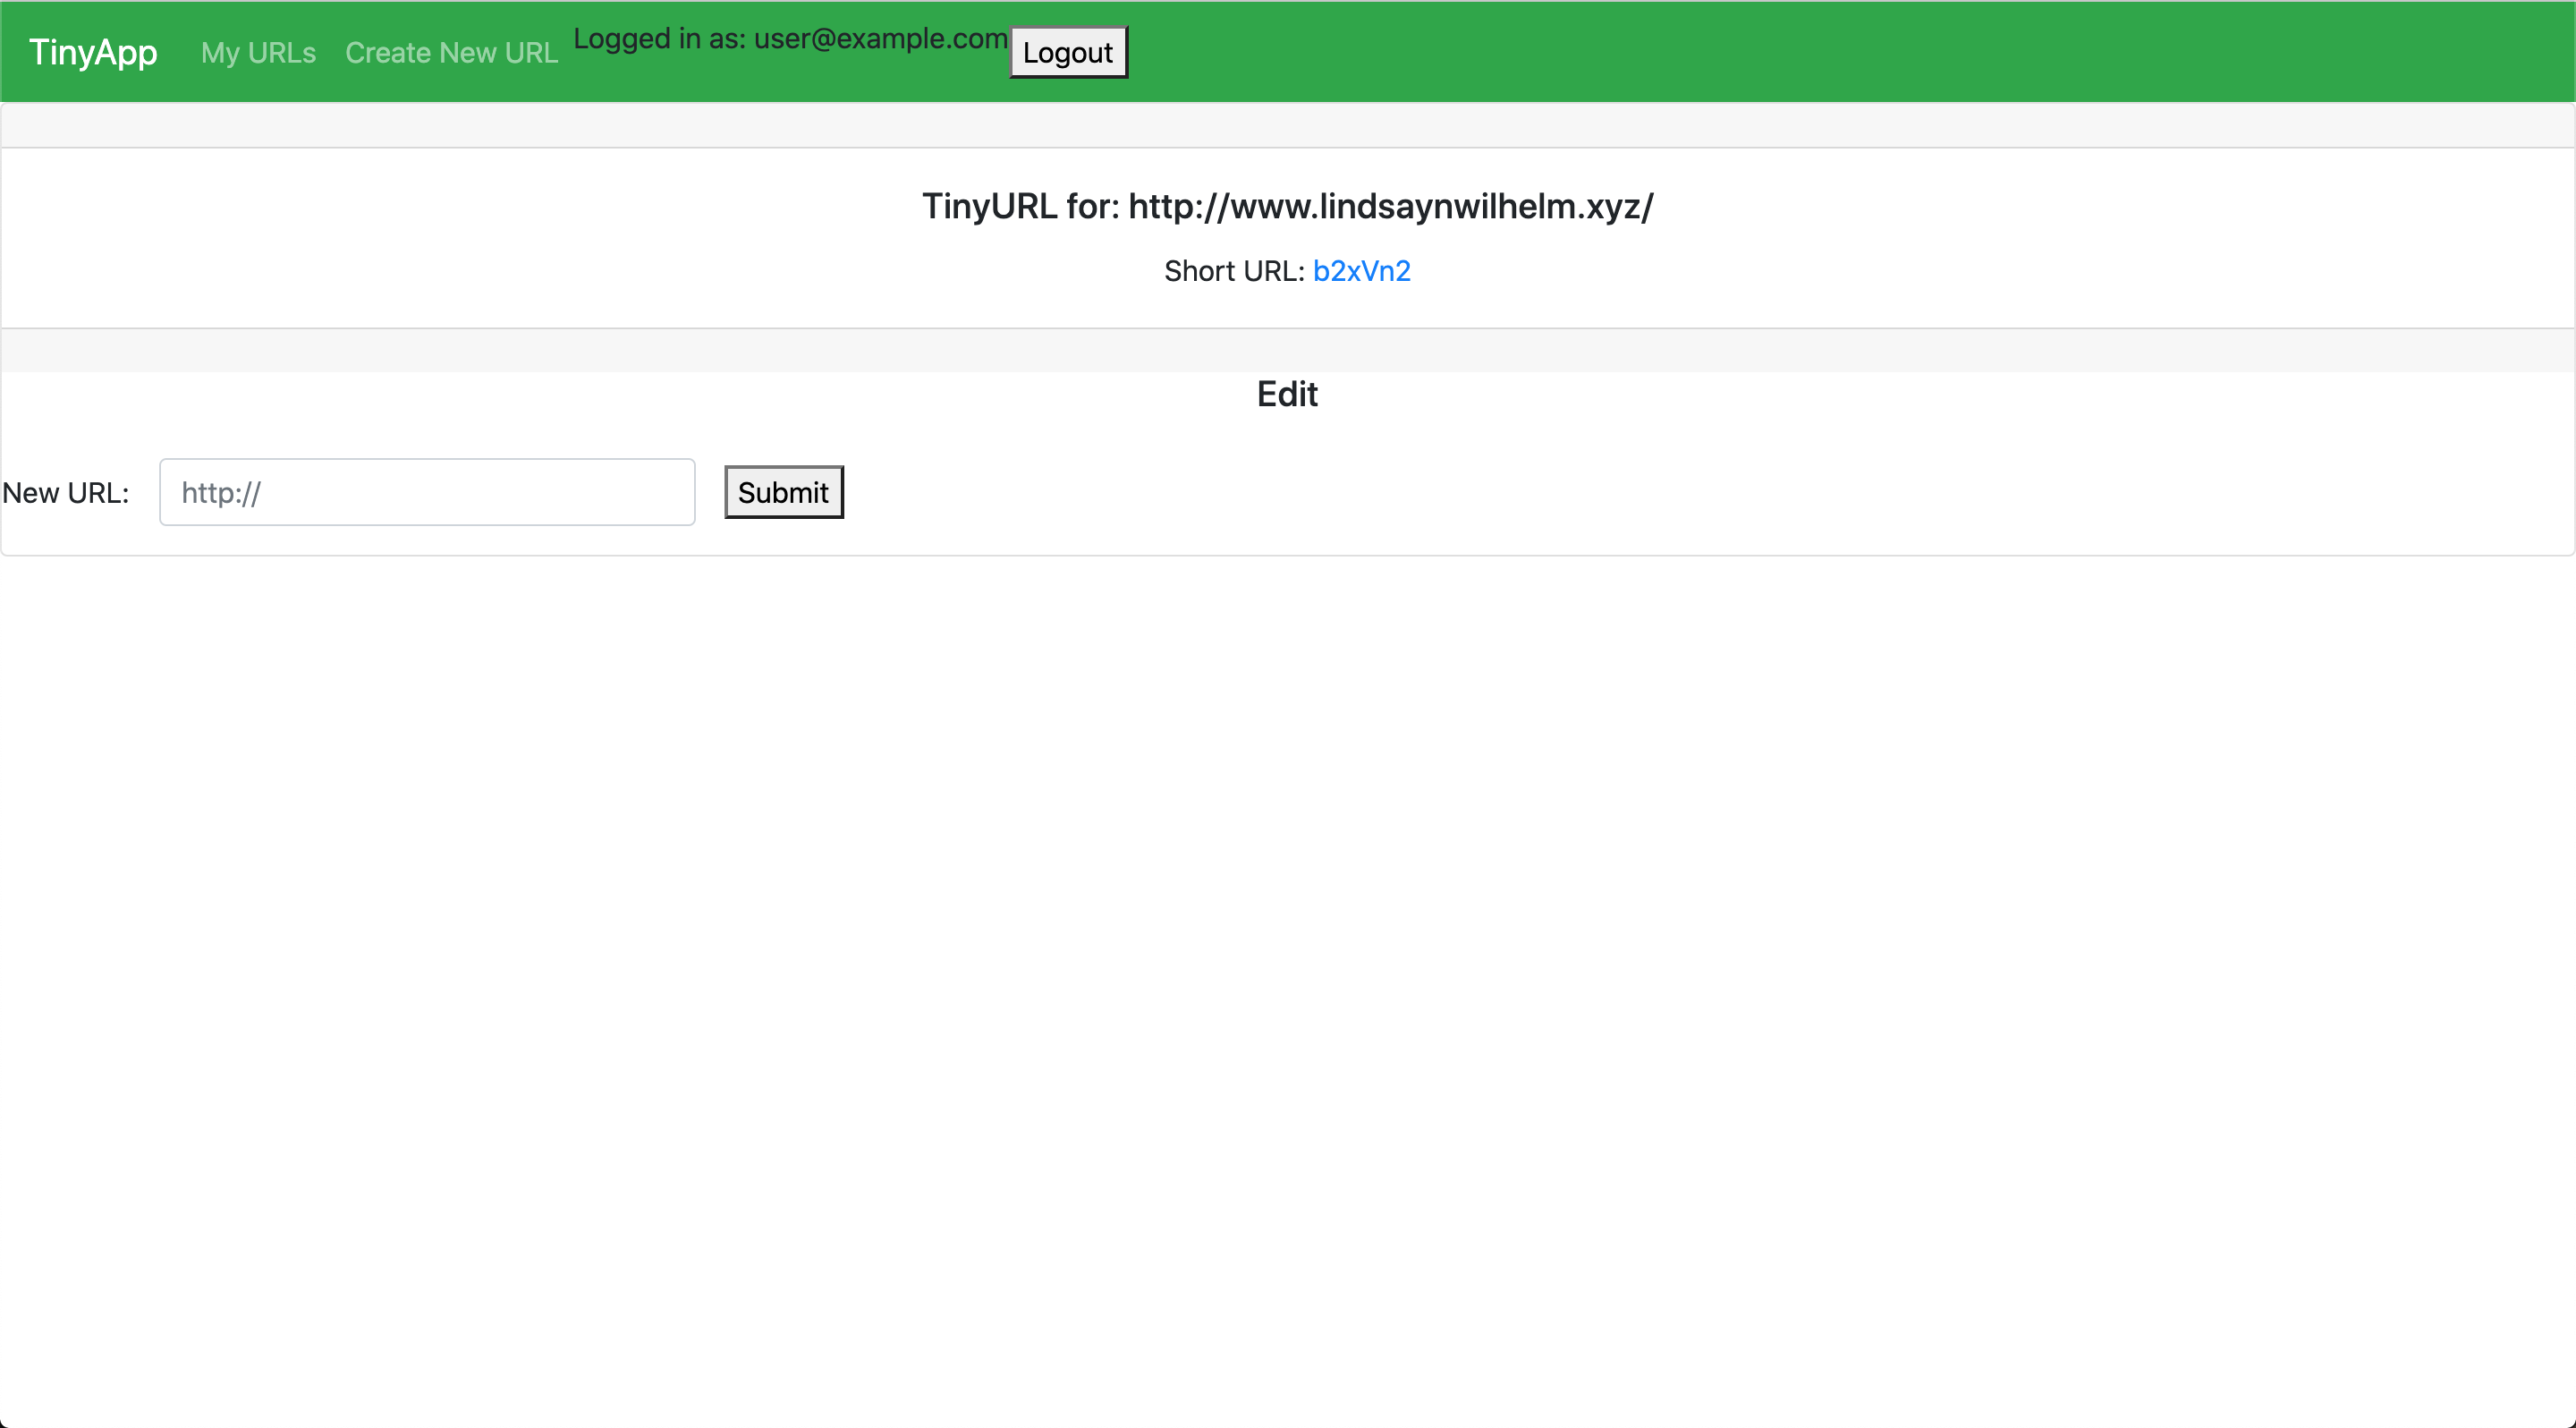 TinyApp My URLs Create New URL Logged in as: user@example.com Logout
TinyURL for: http://www.lindsaynwilhelm.xyz/
Short URL: b2xVn2
Edit
New URL: http:// Submit